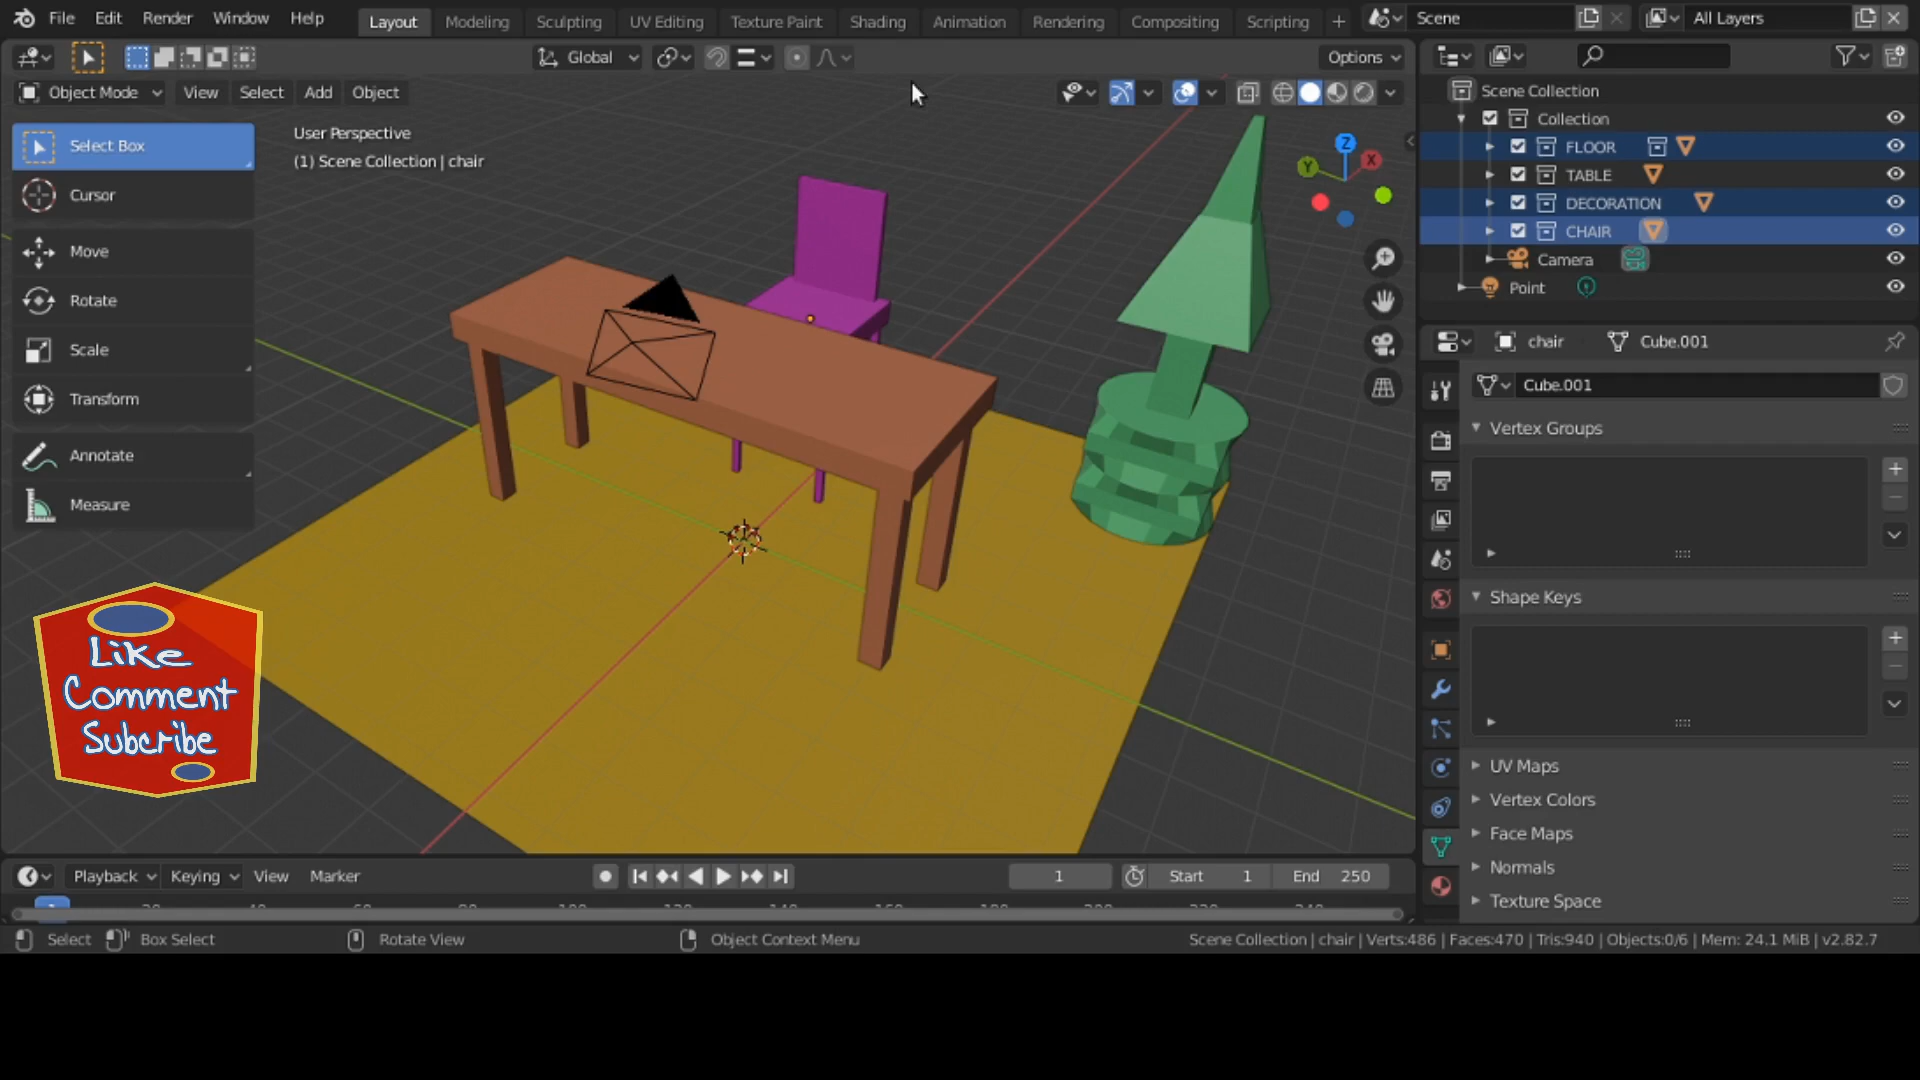 File Edit Render Window Help Layout Modeling Sculpting UV Editing Texture Paint Shading Animation Rendering Compositing Scripting + Scene All Layers
Global Options
Object Mode View Select Add Object
Select Box
Cursor
Move
Rotate
Scale
Transform
Annotate
Measure
User Perspective
(1) Scene Collection | chair
Z
Y
X
Like
Comment
Subcribe
Scene Collection
Collection
FLOOR
TABLE
DECORATION
CHAIR
Camera
Point
chair Cube.001
Cube.001
Vertex Groups
Shape Keys
UV Maps
Vertex Colors
Face Maps
Normals
Texture Space
Playback Keying View Marker 1 Start 1 End 250
Select Box Select Rotate View Object Context Menu Scene Collection | chair | Verts:486 | Faces:470 | Tris:940 | Objects:0/6 | Mem: 24.1 MiB | v2.82.7